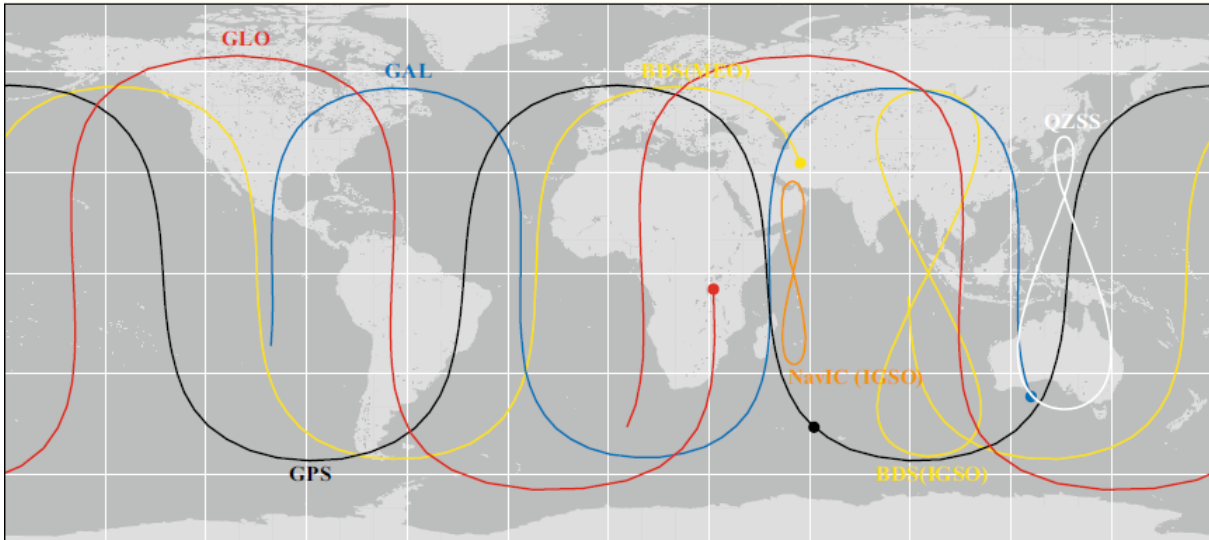 GLO
GAL
BDS(MEO)
QZSS
NavIC (IGSO)
GPS
BDS(IGSO)